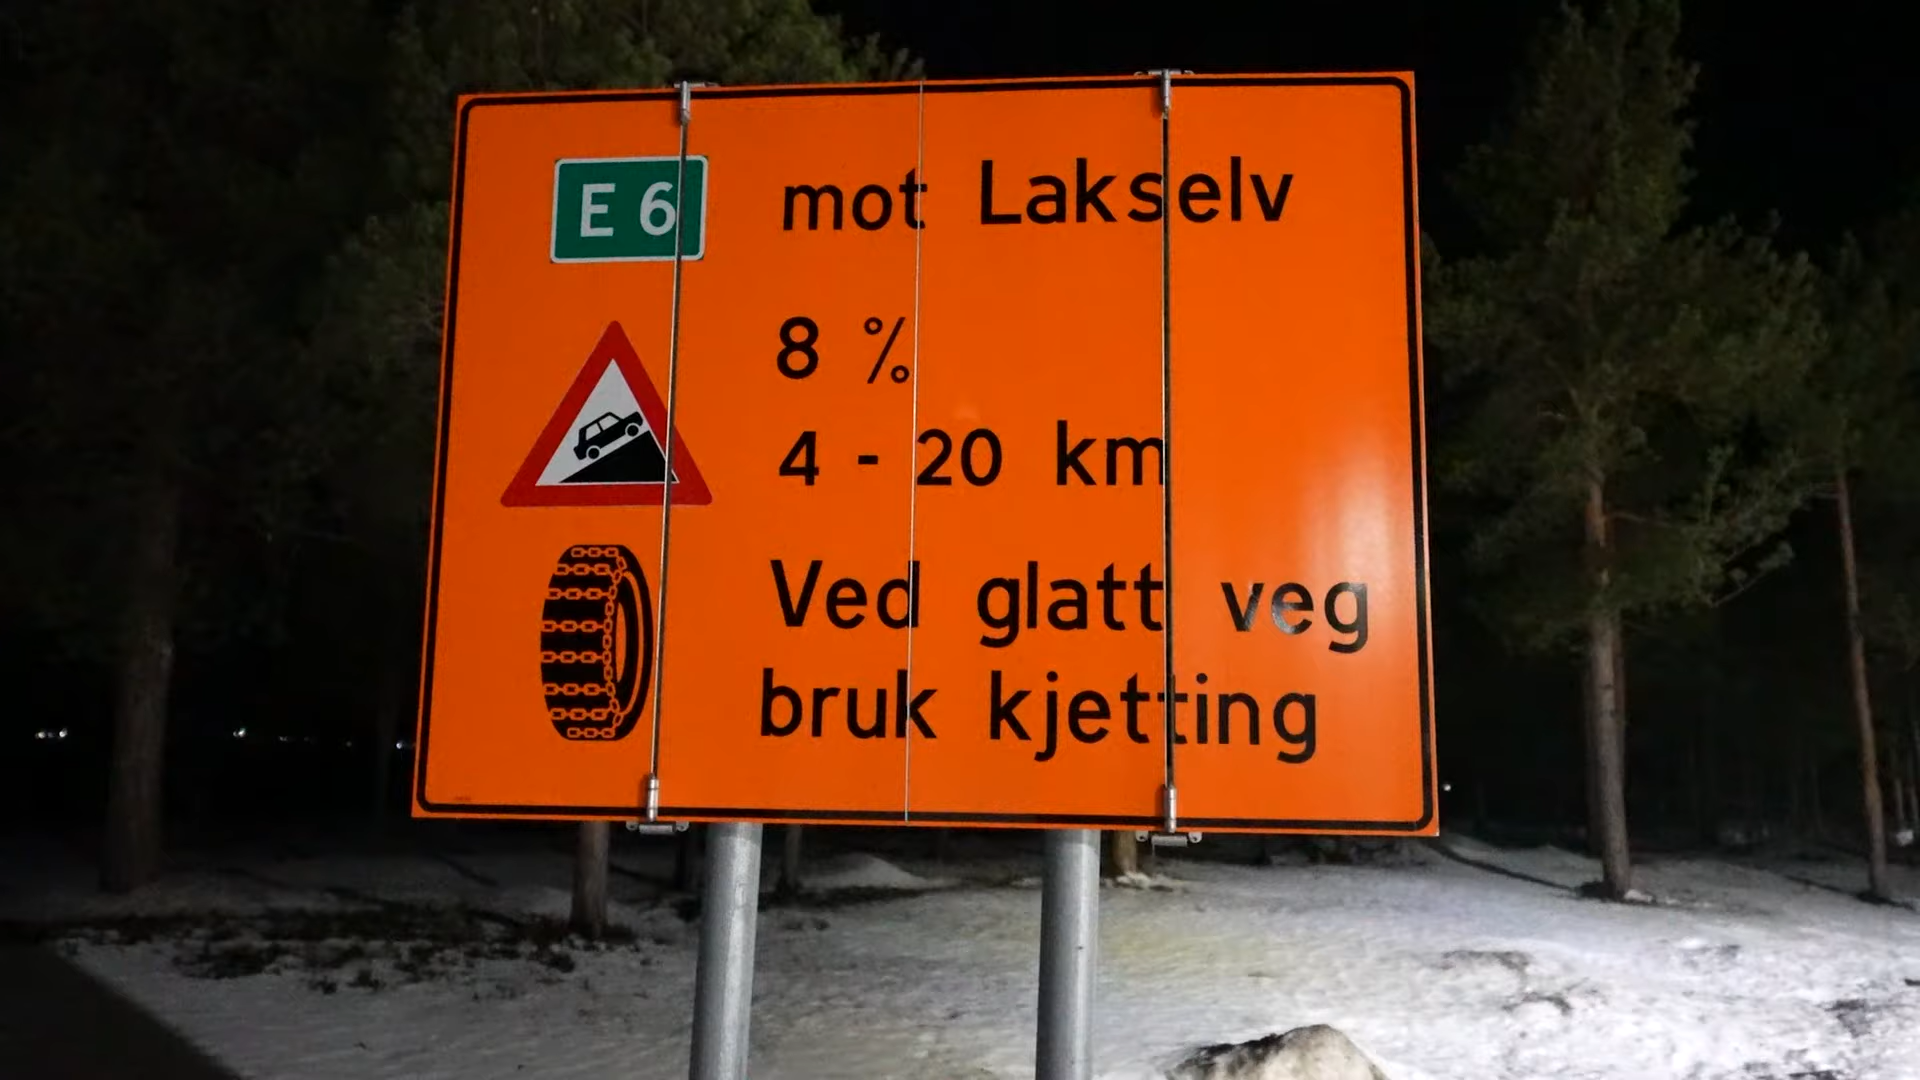 E 6 mot Lakselv
8 %
4 - 20 km
Ved glatt veg
bruk kjetting